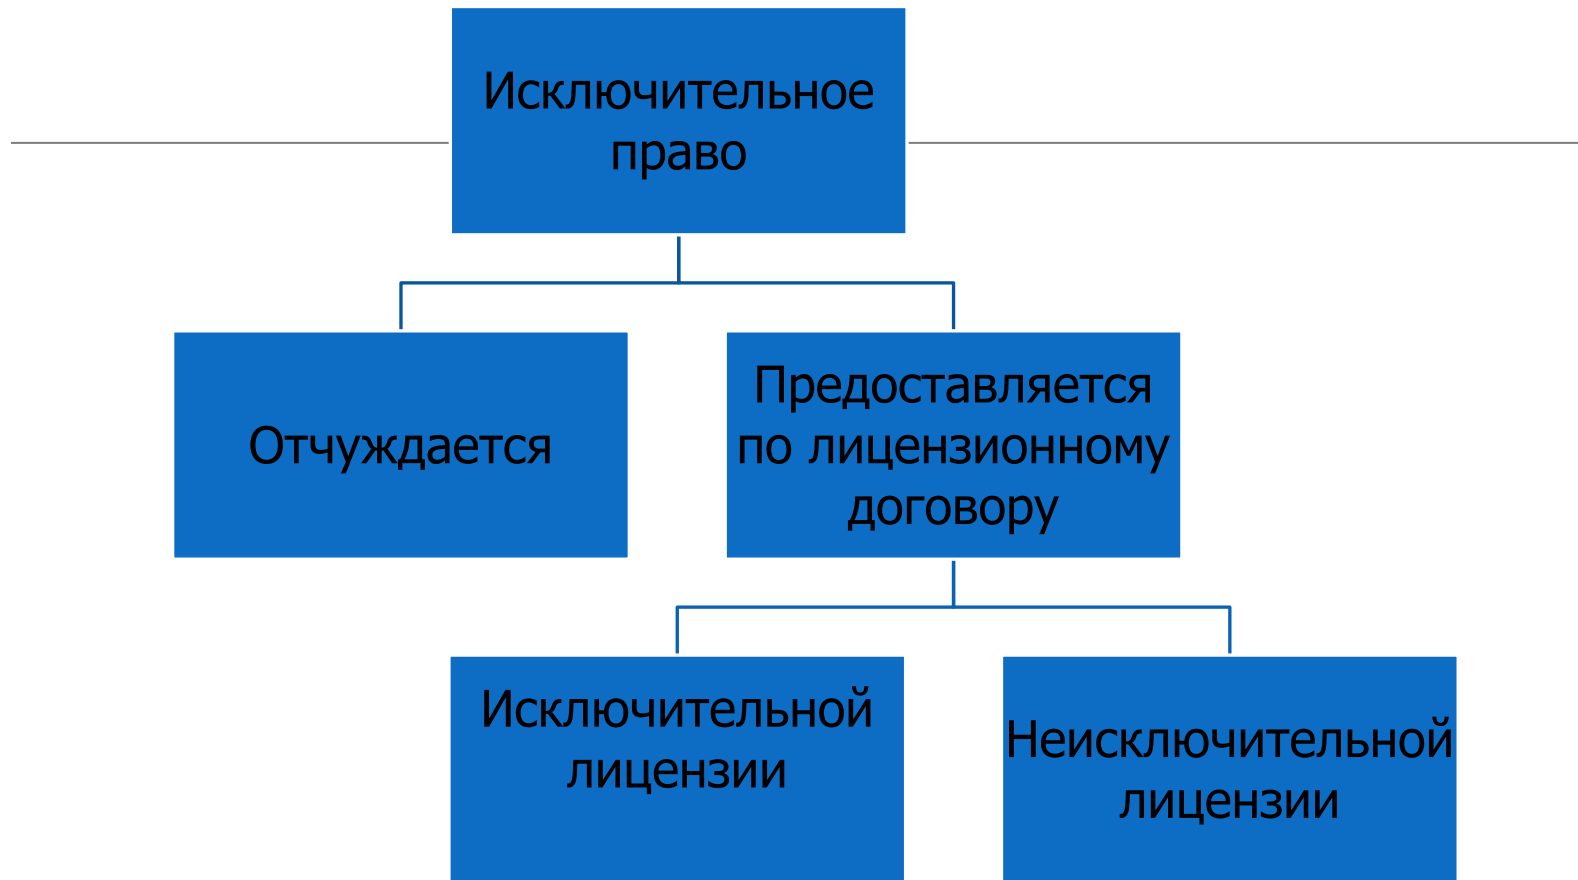 Исключительное
право
Отчуждается
Предоставляется
по лицензионному
договору
Исключительной
лицензии
Неисключительной
лицензии